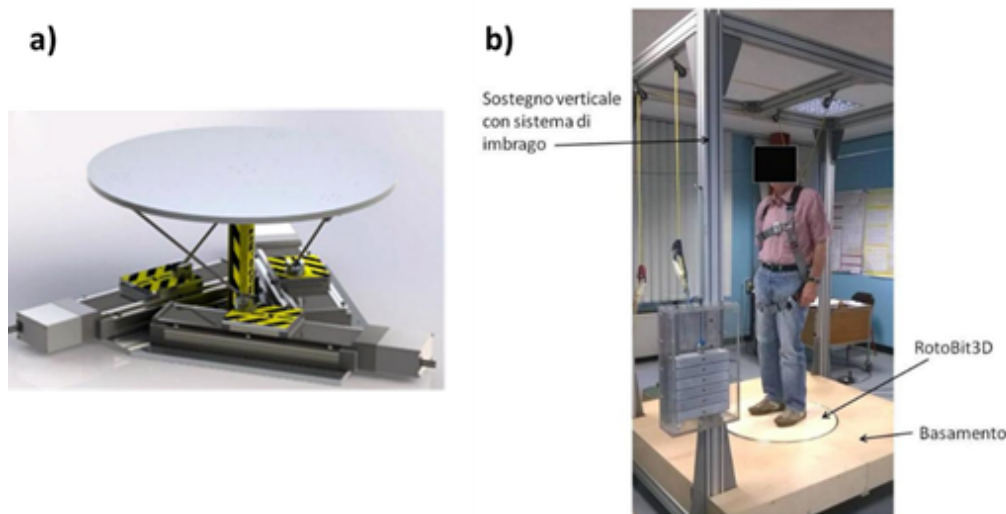 a)
b)
Sostegno verticale
con sistema di
imbrago
RotoBit3D
Basamento